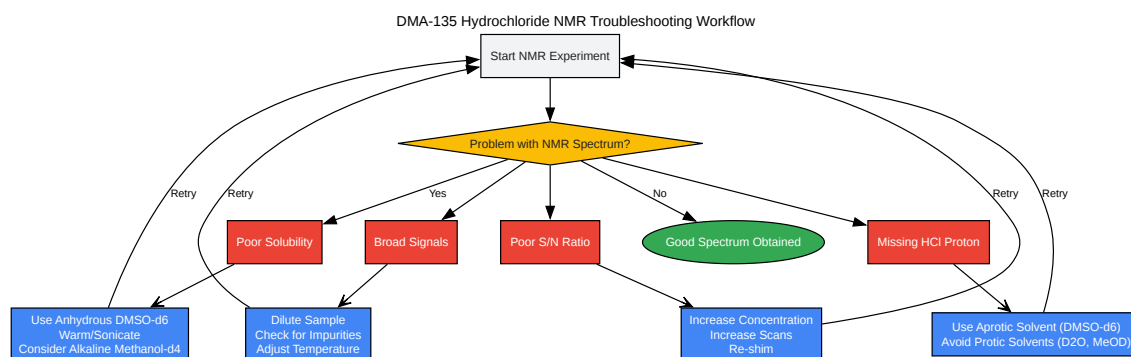 DMA-135 Hydrochloride NMR Troubleshooting Workflow
Start NMR Experiment
Problem with NMR Spectrum?
Retry
Retry
Yes
No
Retry
Retry
Poor Solubility
Broad Signals
Poor S/N Ratio
Good Spectrum Obtained
Missing HCl Proton
Use Anhydrous DMSO-d6
Warm/Sonicate
Consider Alkaline Methanol-d4
Dilute Sample
Check for Impurities
Adjust Temperature
Increase Concentration
Increase Scans
Re-shim
Use Aprotic Solvent (DMSO-d6)
Avoid Protic Solvents (D2O, MeOD)